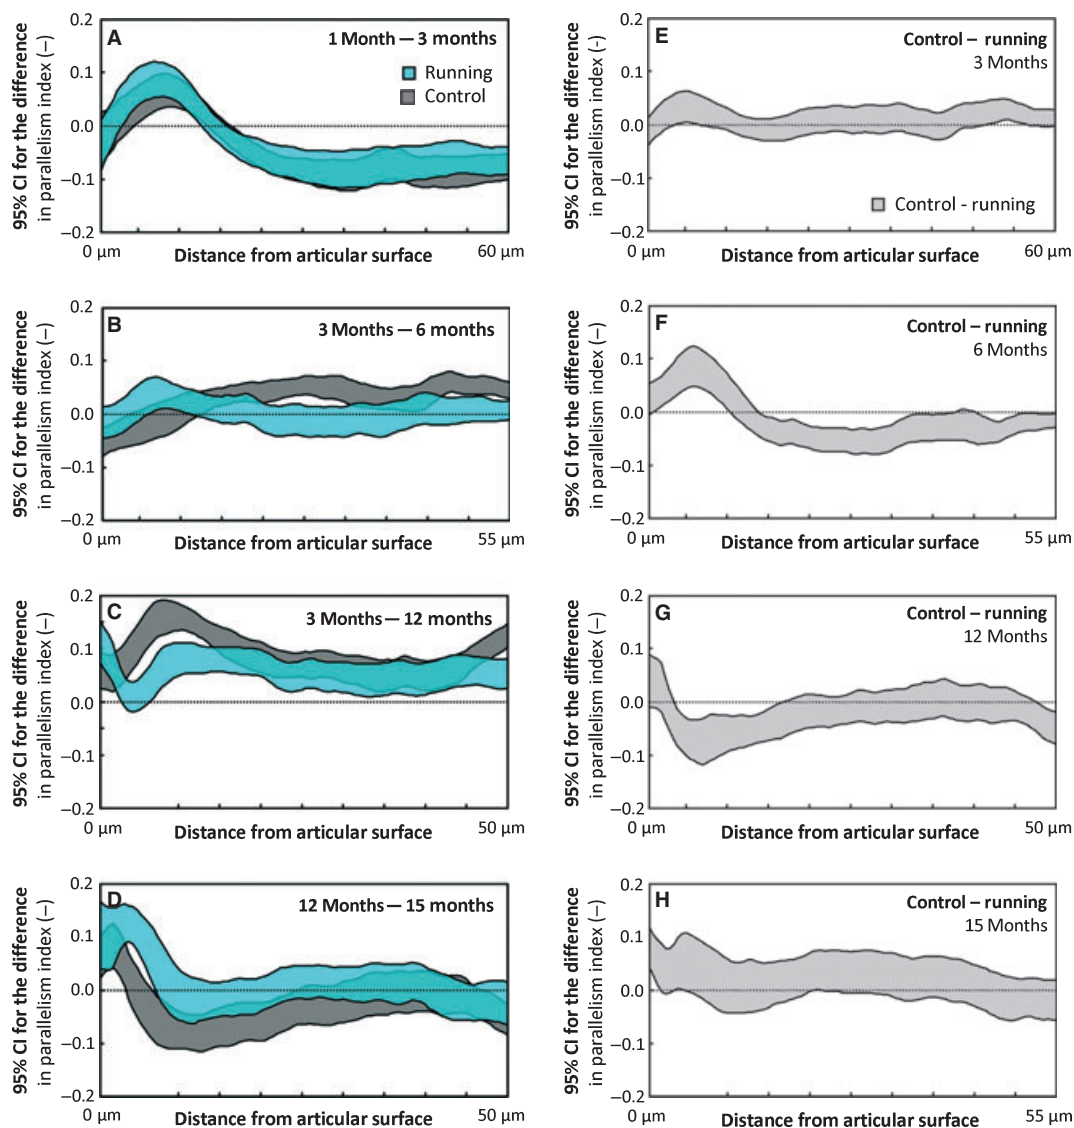 A
1 Month — 3 months
Running
Control
95% CI for the difference
in parallelism index (–)
0.2
0.1
0.0
–0.1
–0.2
0 µm
Distance from articular surface
60 µm
E
Control – running
3 Months
Control - running
95% CI for the difference
in parallelism index (-)
0.2
0.1
0.0
–0.1
–0.2
0 µm
Distance from articular surface
60 µm
B
3 Months — 6 months
95% CI for the difference
in parallelism index (–)
0.2
0.1
0.0
–0.1
–0.2
0 µm
Distance from articular surface
55 µm
F
Control – running
6 Months
95% CI for the difference
in parallelism index (–)
0.2
0.1
0.0
–0.1
–0.2
0 µm
Distance from articular surface
55 µm
C
3 Months — 12 months
95% CI for the difference
in parallelism index (–)
0.2
0.1
0.0
–0.1
–0.2
0 µm
Distance from articular surface
50 µm
G
Control – running
12 Months
95% CI for the difference
in parallelism index (–)
0.2
0.1
0.0
–0.1
–0.2
0 µm
Distance from articular surface
50 µm
D
12 Months — 15 months
95% CI for the difference
in parallelism index (–)
0.2
0.1
0.0
–0.1
–0.2
0 µm
Distance from articular surface
50 µm
H
Control – running
15 Months
95% CI for the difference
in parallelism index (–)
0.2
0.1
0.0
–0.1
–0.2
0 µm
Distance from articular surface
55 µm